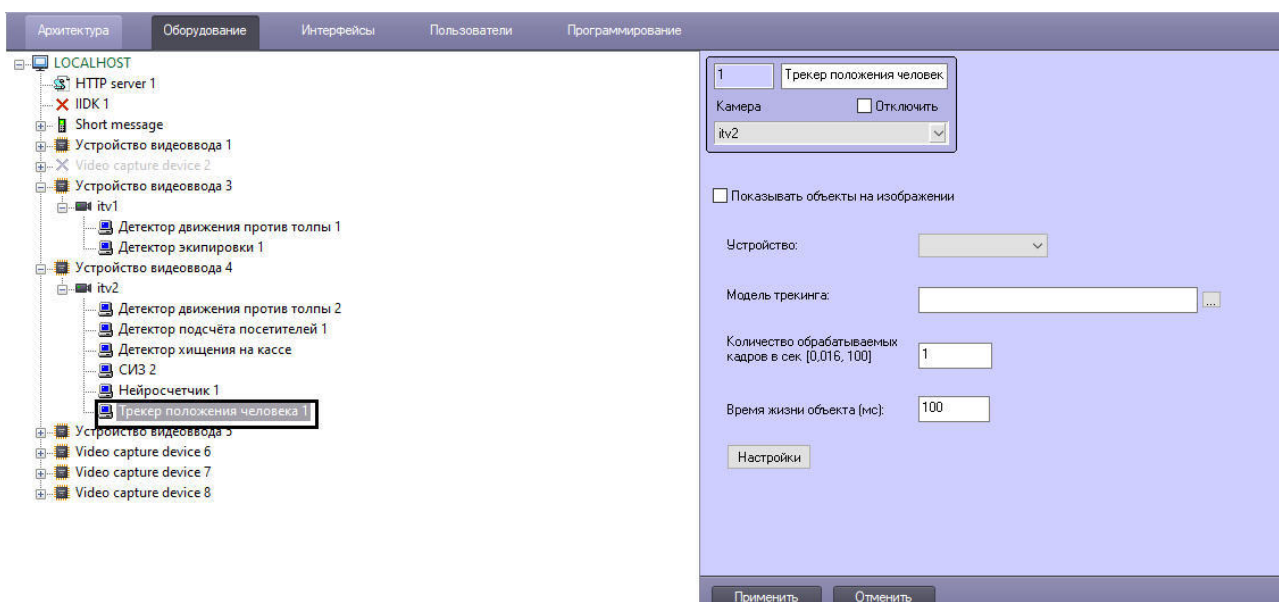 Архитектура Оборудование Интерфейсы Пользователи Программирование
LOCALHOST
HTTP server 1
IIDK 1
Short message
Устройство видеоввода 1
Video capture device 2
Устройство видеоввода 3
itv1
Детектор движения против толпы 1
Детектор экипировки 1
Устройство видеоввода 4
itv2
Детектор движения против толпы 2
Детектор подсчёта посетителей 1
Детектор хищения на кассе
СИЗ 2
Нейросчетчик 1
Трекер положения человека 1
Устройство видеоввода 5
Video capture device 6
Video capture device 7
Video capture device 8
1 Трекер положения человек
Камера Отключить
itv2
Показывать объекты на изображении
Устройство:
Модель трекинга: ...
Количество обрабатываемых
кадров в сек [0,016, 100] 1
Время жизни объекта (мс): 100
Настройки
Применить Отменить